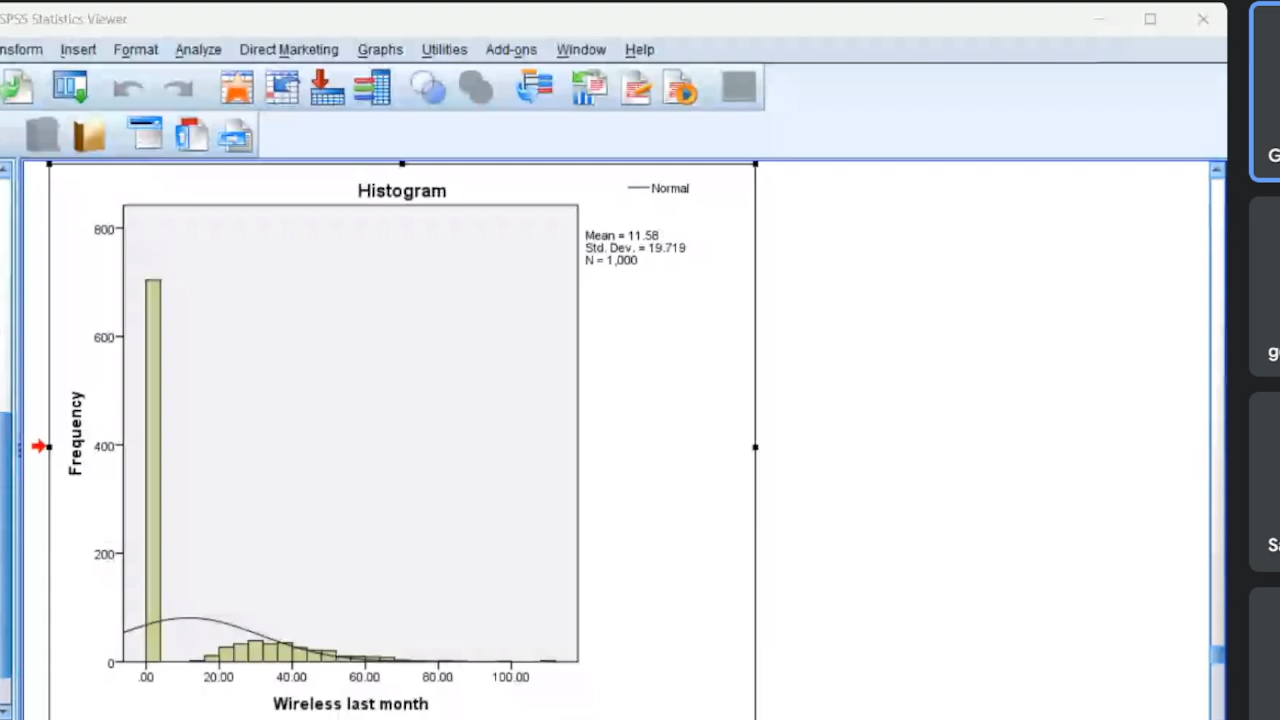 SPSS Statistics Viewer
nsform Insert Format Analyze Direct Marketing Graphs Utilities Add-ons Window Help
Histogram
Normal
Mean = 11.58
Std. Dev. = 19.719
N = 1,000
800
600
400
200
0
Frequency
.00 20.00 40.00 60.00 80.00 100.00
Wireless last month
G
g
S